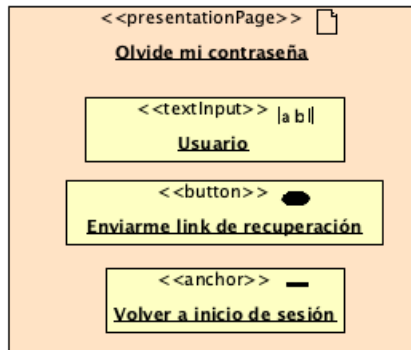 <<presentationPage>>
Olvide mi contraseña
<<textInput>> |a b|
Usuario
<<button>>
Enviarme link de recuperación
<<anchor>>
Volver a inicio de sesión